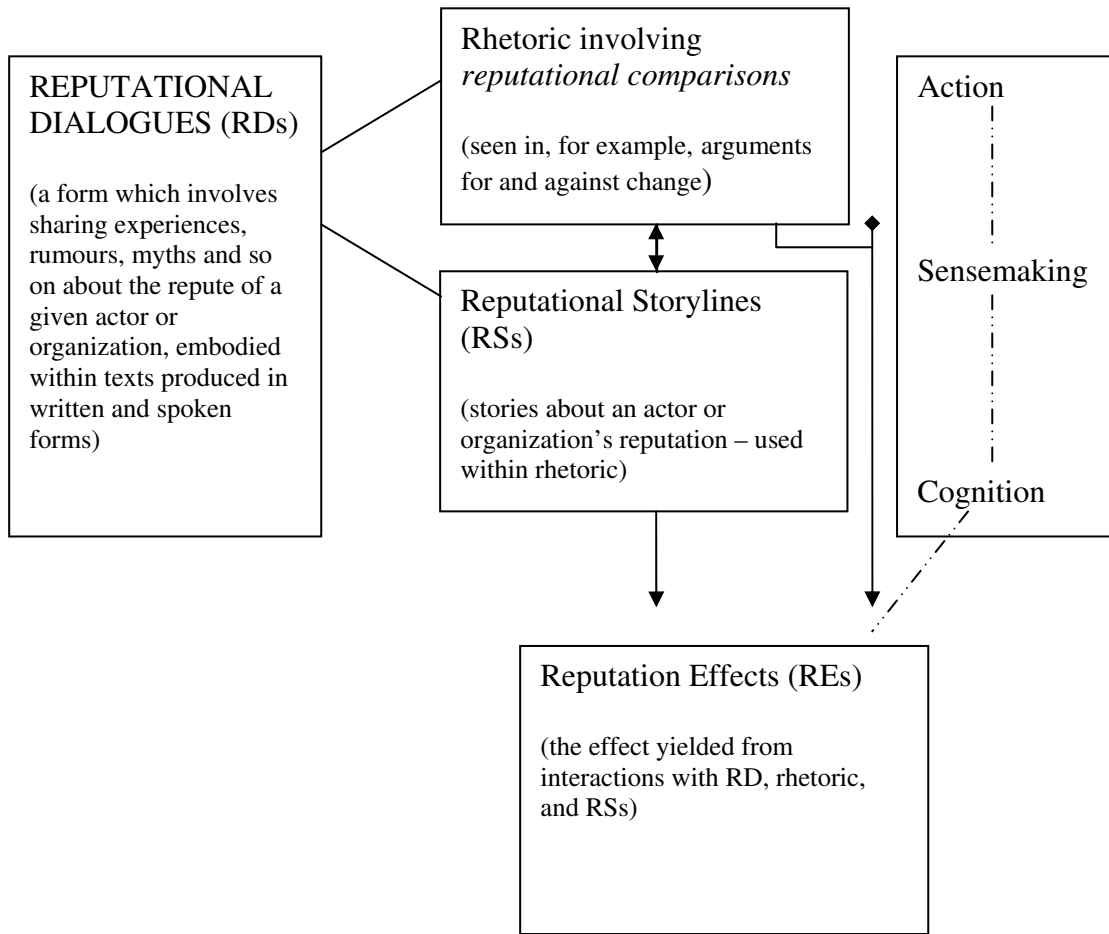 REPUTATIONAL
DIALOGUES (RDs)
(a form which involves
sharing experiences,
rumours, myths and so
on about the repute of a
given actor or
organization, embodied
within texts produced in
written and spoken
forms)
Rhetoric involving
reputational comparisons
(seen in, for example, arguments
for and against change)
Reputational Storylines
(RSs)
(stories about an actor or
organization’s reputation – used
within rhetoric)
Action
Sensemaking
Cognition
Reputation Effects (REs)
(the effect yielded from
interactions with RD, rhetoric,
and RSs)